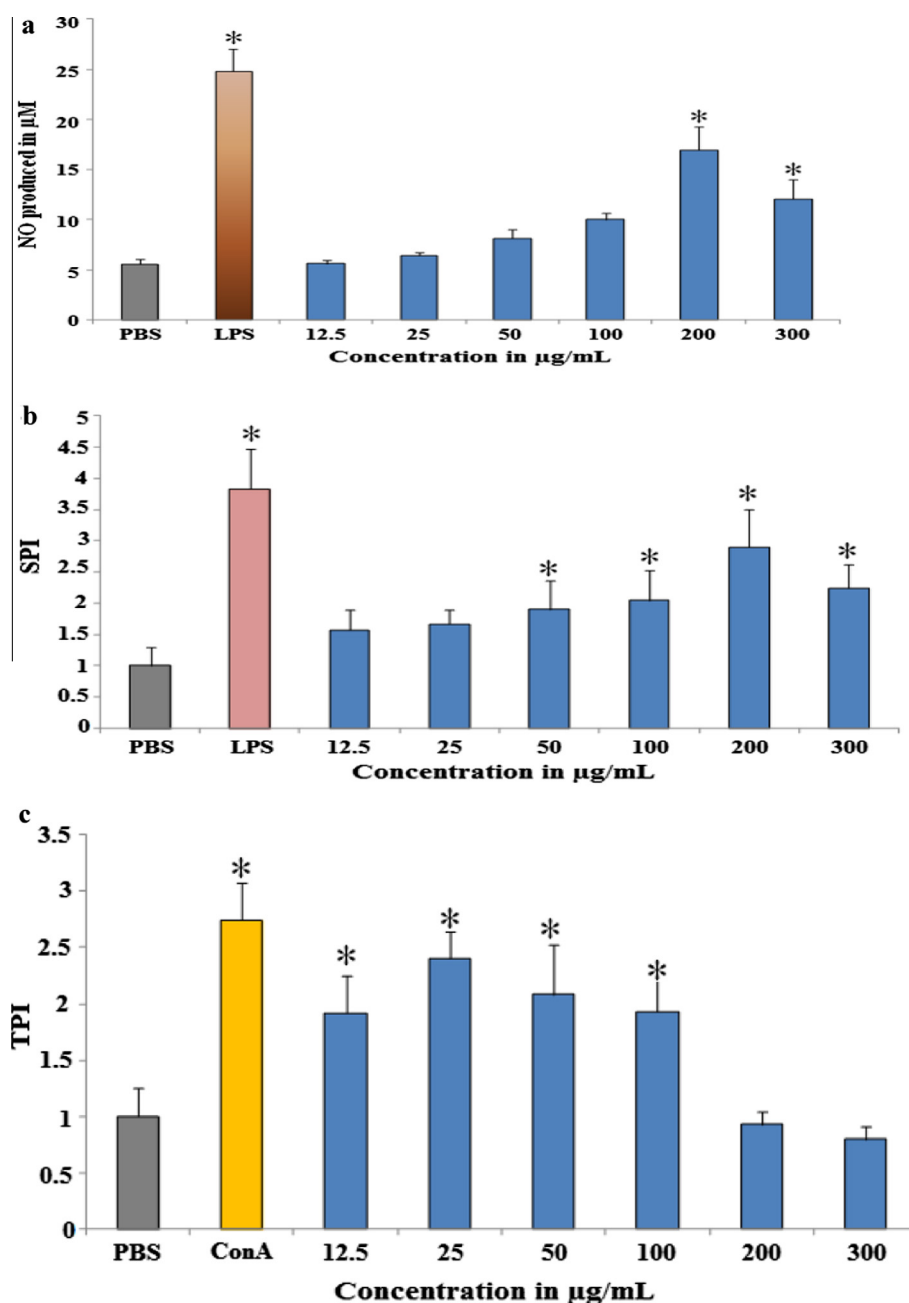 a
NO produced in µM
30
25
20
15
10
5
0
* * *
PBS LPS 12.5 25 50 100 200 300
Concentration in µg/mL
b
SPI
5
4.5
4
3.5
3
2.5
2
1.5
1
0.5
0
* * * * *
PBS LPS 12.5 25 50 100 200 300
Concentration in µg/mL
c
TPI
3.5
3
2.5
2
1.5
1
0.5
0
* * * * *
PBS ConA 12.5 25 50 100 200 300
Concentration in µg/mL